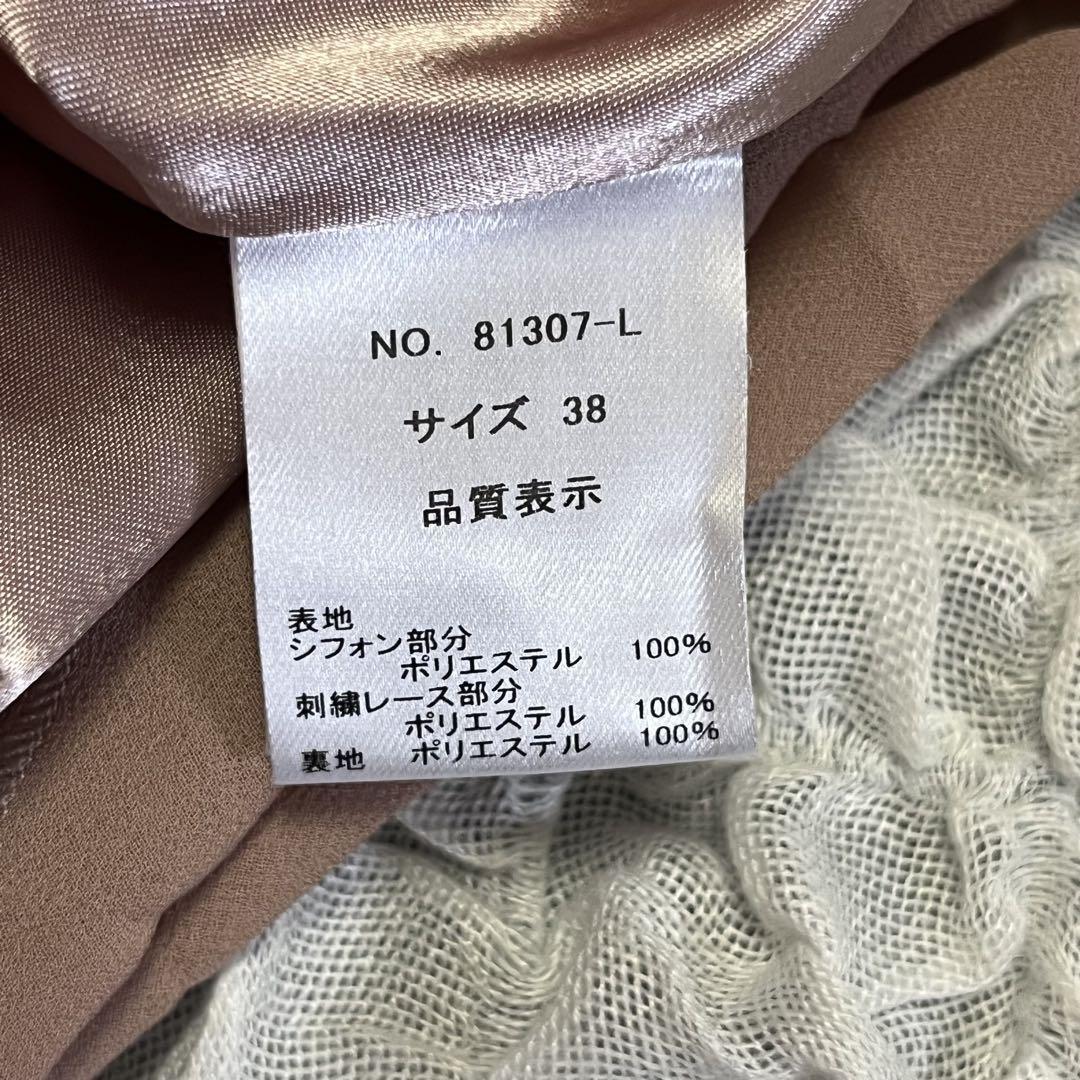 NO. 81307-L
サイズ 38
品質表示
表地
シフォン部分
ポリエステル 100%
刺繍レース部分
ポリエステル 100%
裏地 ポリエステル 100%